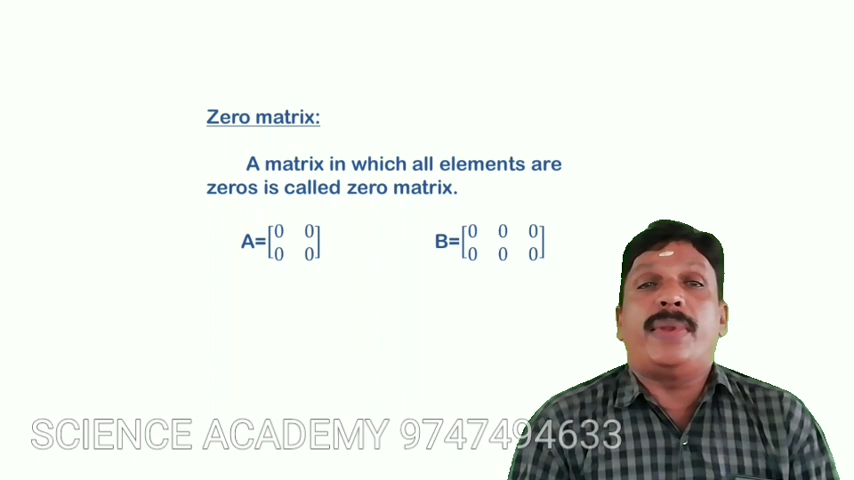 Zero matrix:
A matrix in which all elements are
zeros is called zero matrix.
A=[0 0
0 0]
B=[0 0 0
0 0 0]
SCIENCE ACADEMY 9747494633